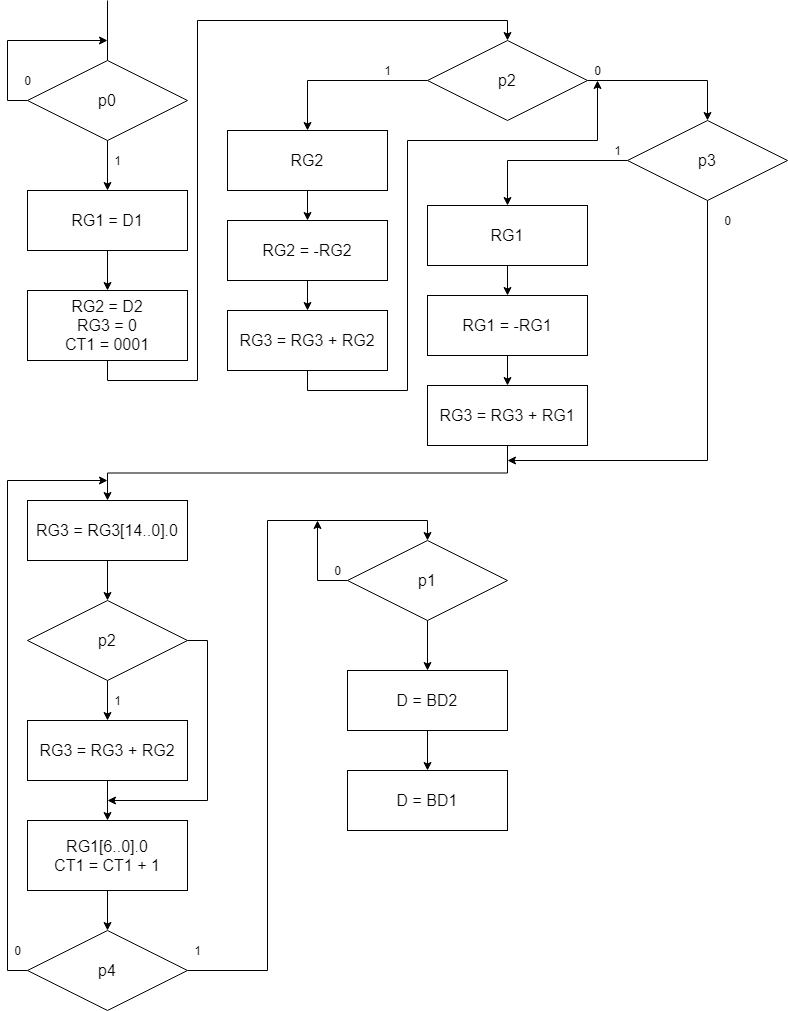 0
p0
1
RG1 = D1
RG2 = D2
RG3 = 0
CT1 = 0001
p2
1
0
RG2
RG2 = -RG2
RG3 = RG3 + RG2
p3
1
0
RG1
RG1 = -RG1
RG3 = RG3 + RG1
RG3 = RG3[14..0].0
p2
1
RG3 = RG3 + RG2
RG1[6..0].0
CT1 = CT1 + 1
p4
0
1
p1
0
D = BD2
D = BD1